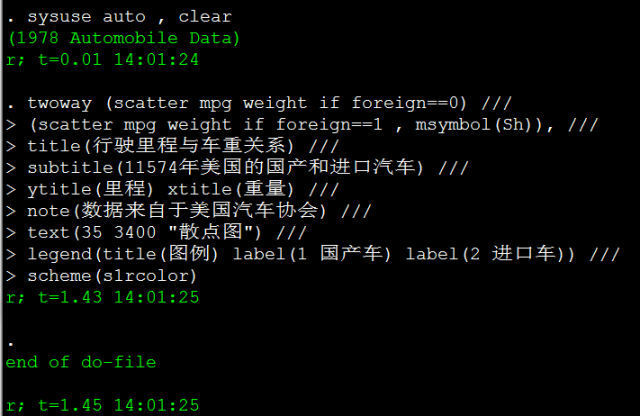 . sysuse auto , clear
(1978 Automobile Data)
r; t=0.01 14:01:24
. twoway (scatter mpg weight if foreign==0) ///
> (scatter mpg weight if foreign==1 , msymbol(Sh)), ///
> title(行驶里程与车重关系) ///
> subtitle(11574年美国的国产和进口汽车) ///
> ytitle(里程) xtitle(重量) ///
> note(数据来自于美国汽车协会) ///
> text(35 3400 "散点图") ///
> legend(title(图例) label(1 国产车) label(2 进口车)) ///
> scheme(s1rcolor)
r; t=1.43 14:01:25
.
end of do-file
r; t=1.45 14:01:25